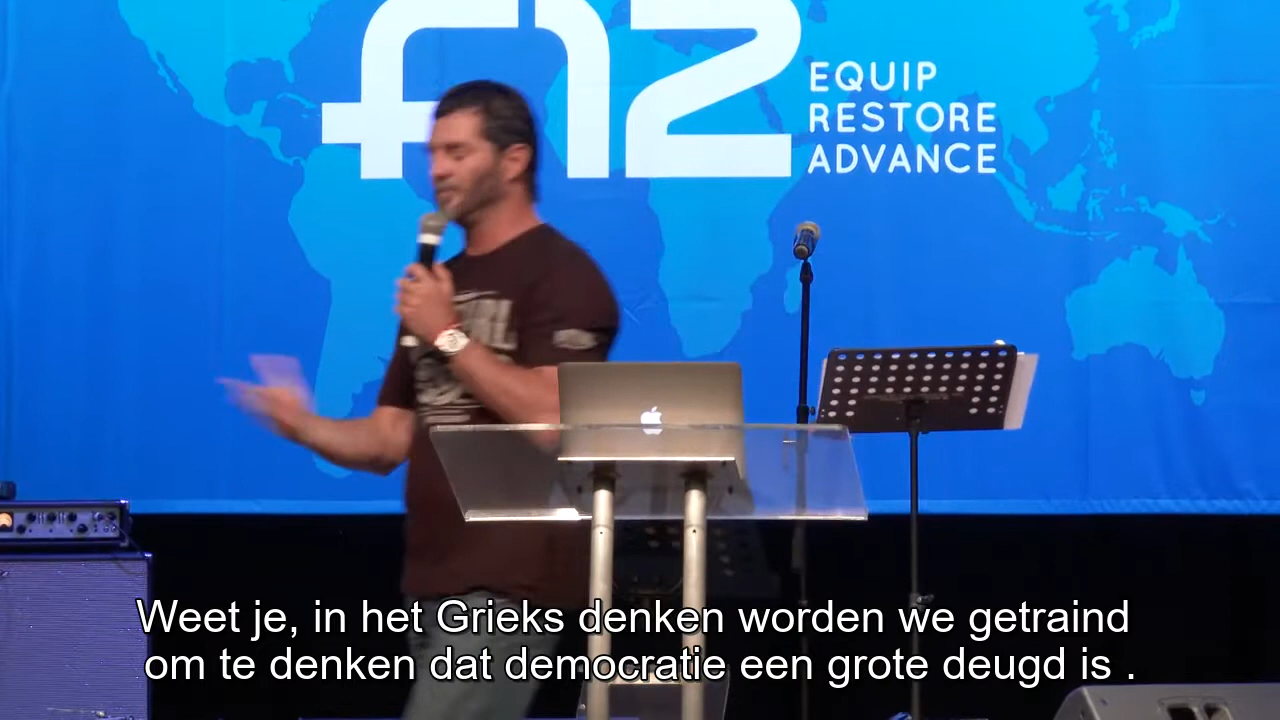 EQUIP
RESTORE
ADVANCE
Weet je, in het Grieks denken worden we getraind
om te denken dat democratie een grote deugd is .